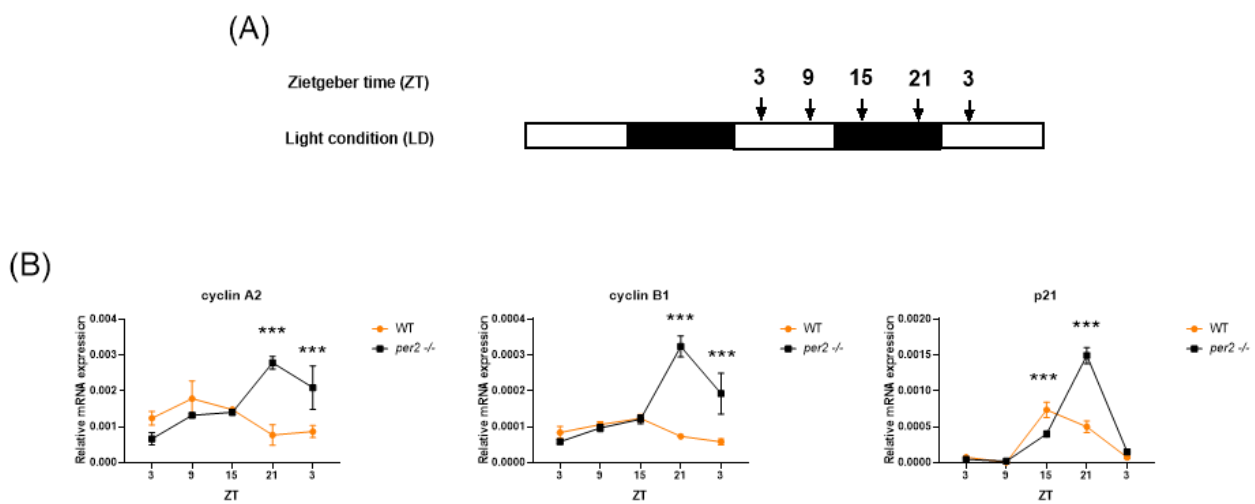 (A)
Zietgeber time (ZT) 3 9 15 21 3
Light condition (LD)
(B)
cyclin A2
Relative mRNA expression
0.004
0.003
0.002
0.001
0.000
*** ***
WT
per2 -/-
3 9 15 21 3
ZT
cyclin B1
Relative mRNA expression
0.0004
0.0003
0.0002
0.0001
0.0000
*** ***
WT
per2 -/-
3 9 15 21 3
ZT
p21
Relative mRNA expression
0.0020
0.0015
0.0010
0.0005
0.0000
*** ***
WT
per2 -/-
3 9 15 21 3
ZT